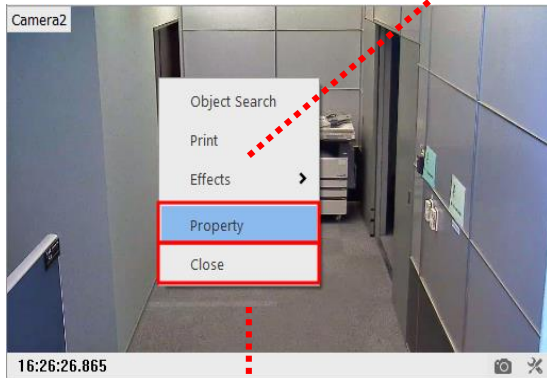 Camera2
Object Search
Print
Effects
Property
Close
16:26:26.865